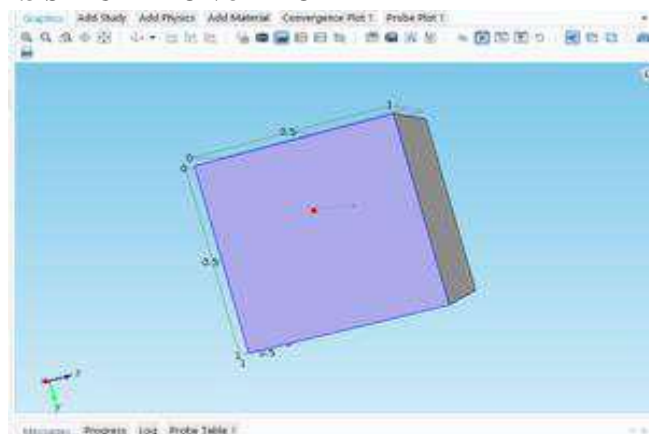 Graphics Add Study Add Physics Add Material Convergence Plot 1 Probe Plot 1
1
0.5
0
0
0.5
1
1
0.5
z
y
Messages Progress Log Probe Table 1